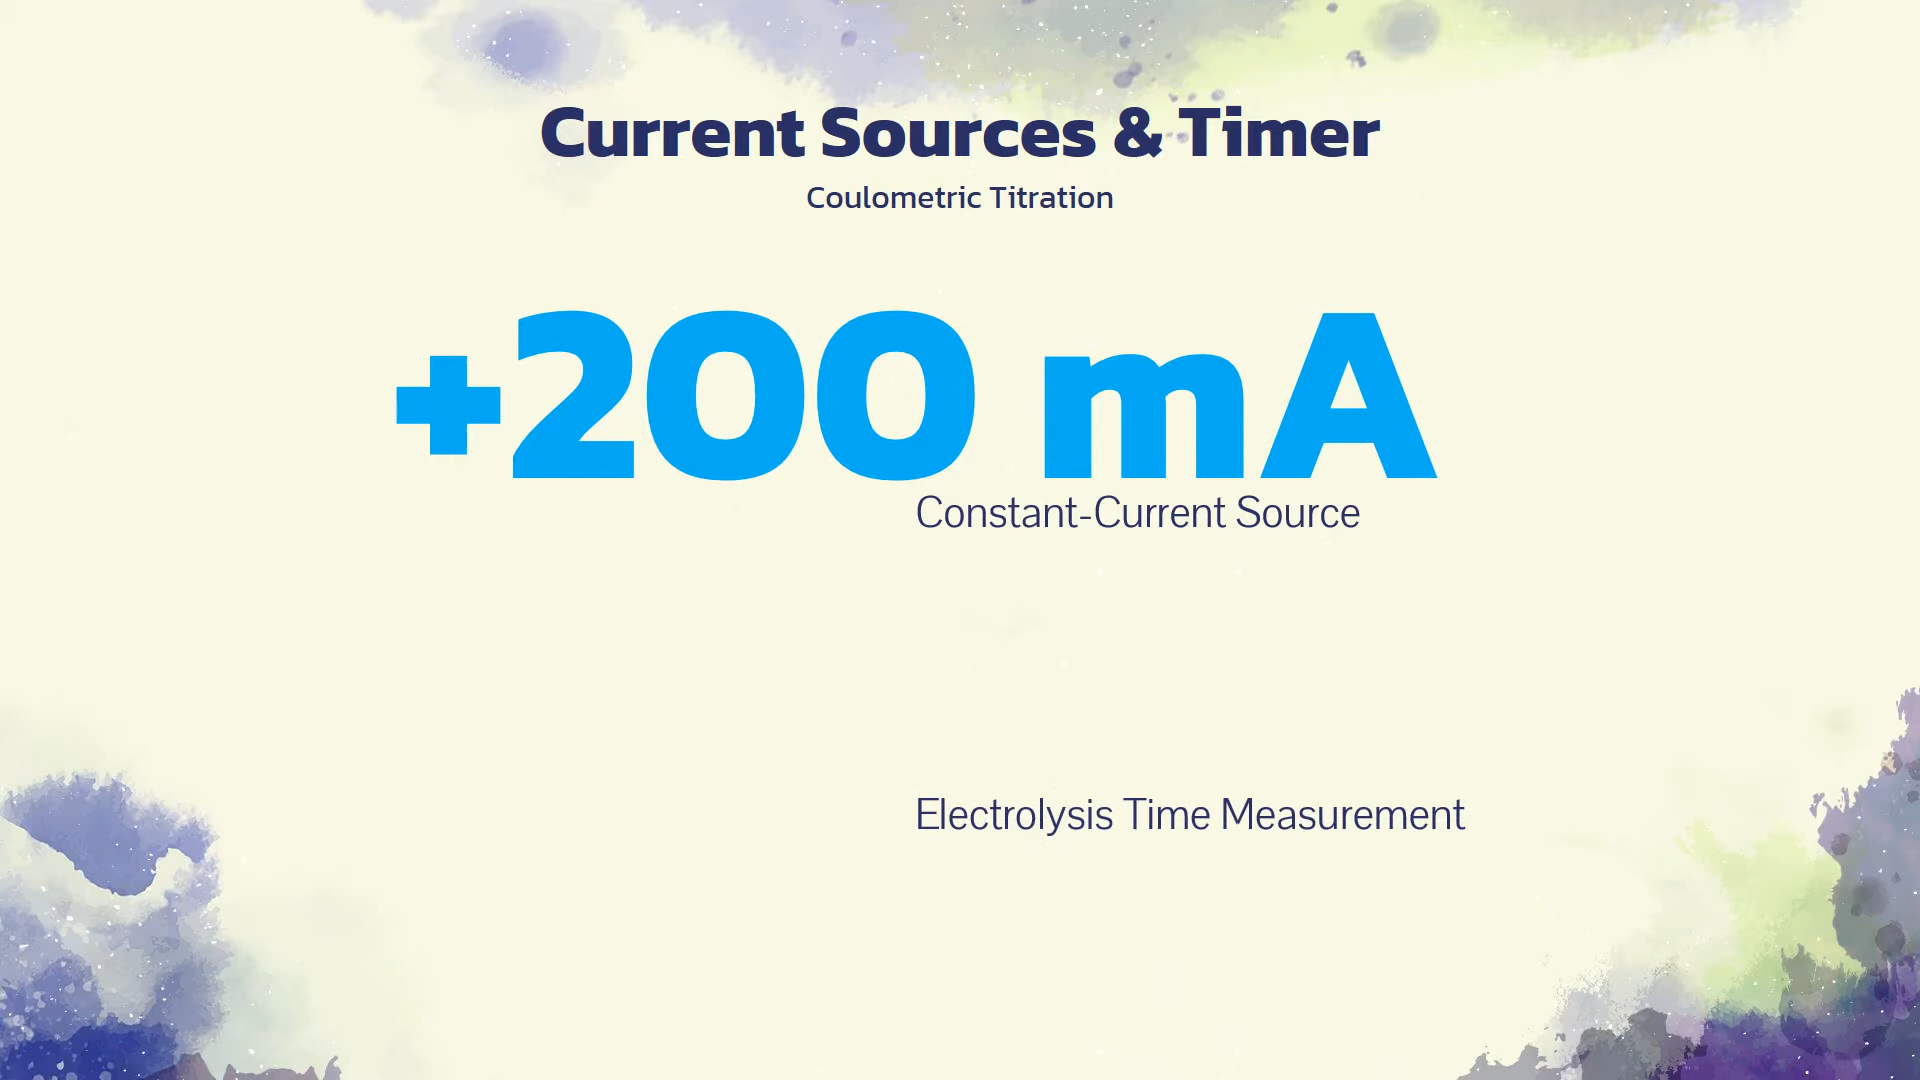 Current Sources & Timer
Coulometric Titration
+200 mA
Constant-Current Source
Electrolysis Time Measurement